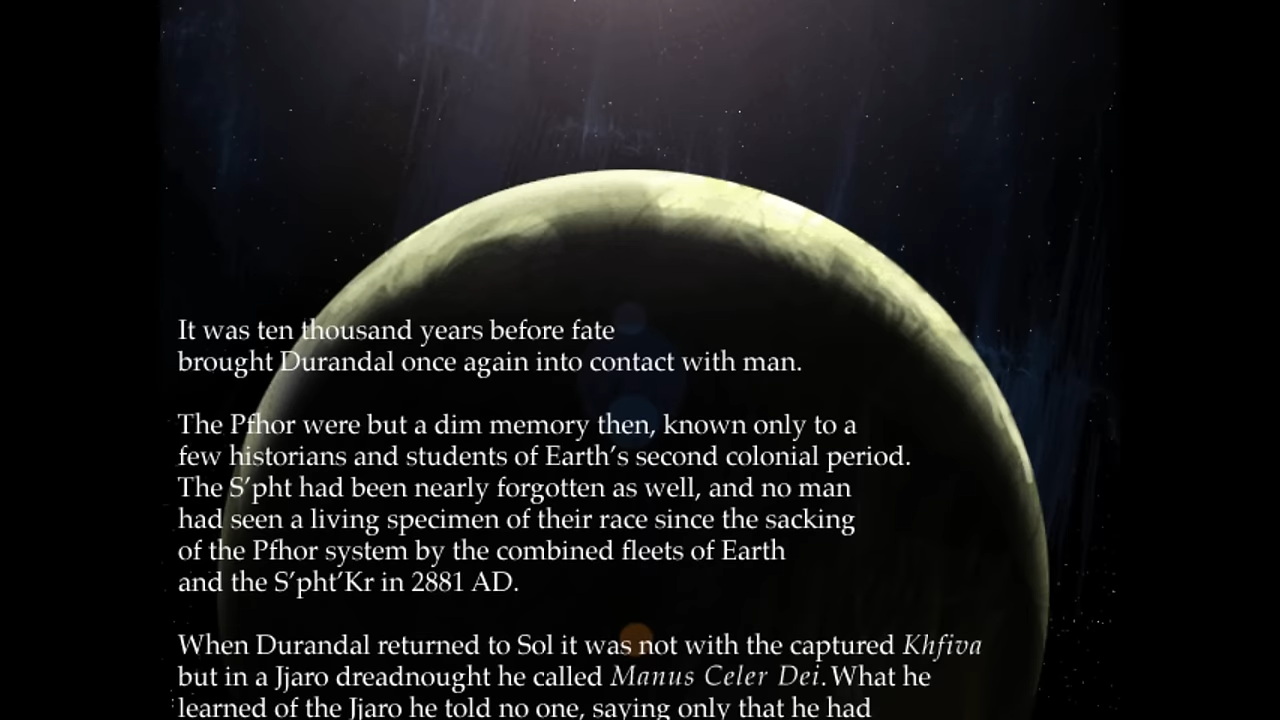 It was ten thousand years before fate
brought Durandal once again into contact with man.
The Pfhor were but a dim memory then, known only to a
few historians and students of Earth's second colonial period.
The S'pht had been nearly forgotten as well, and no man
had seen a living specimen of their race since the sacking
of the Pfhor system by the combined fleets of Earth
and the S'pht'Kr in 2881 AD.
When Durandal returned to Sol it was not with the captured Khfiva
but in a Jjaro dreadnought he called Manus Celer Dei. What he
learned of the Jjaro he told no one, saying only that he had